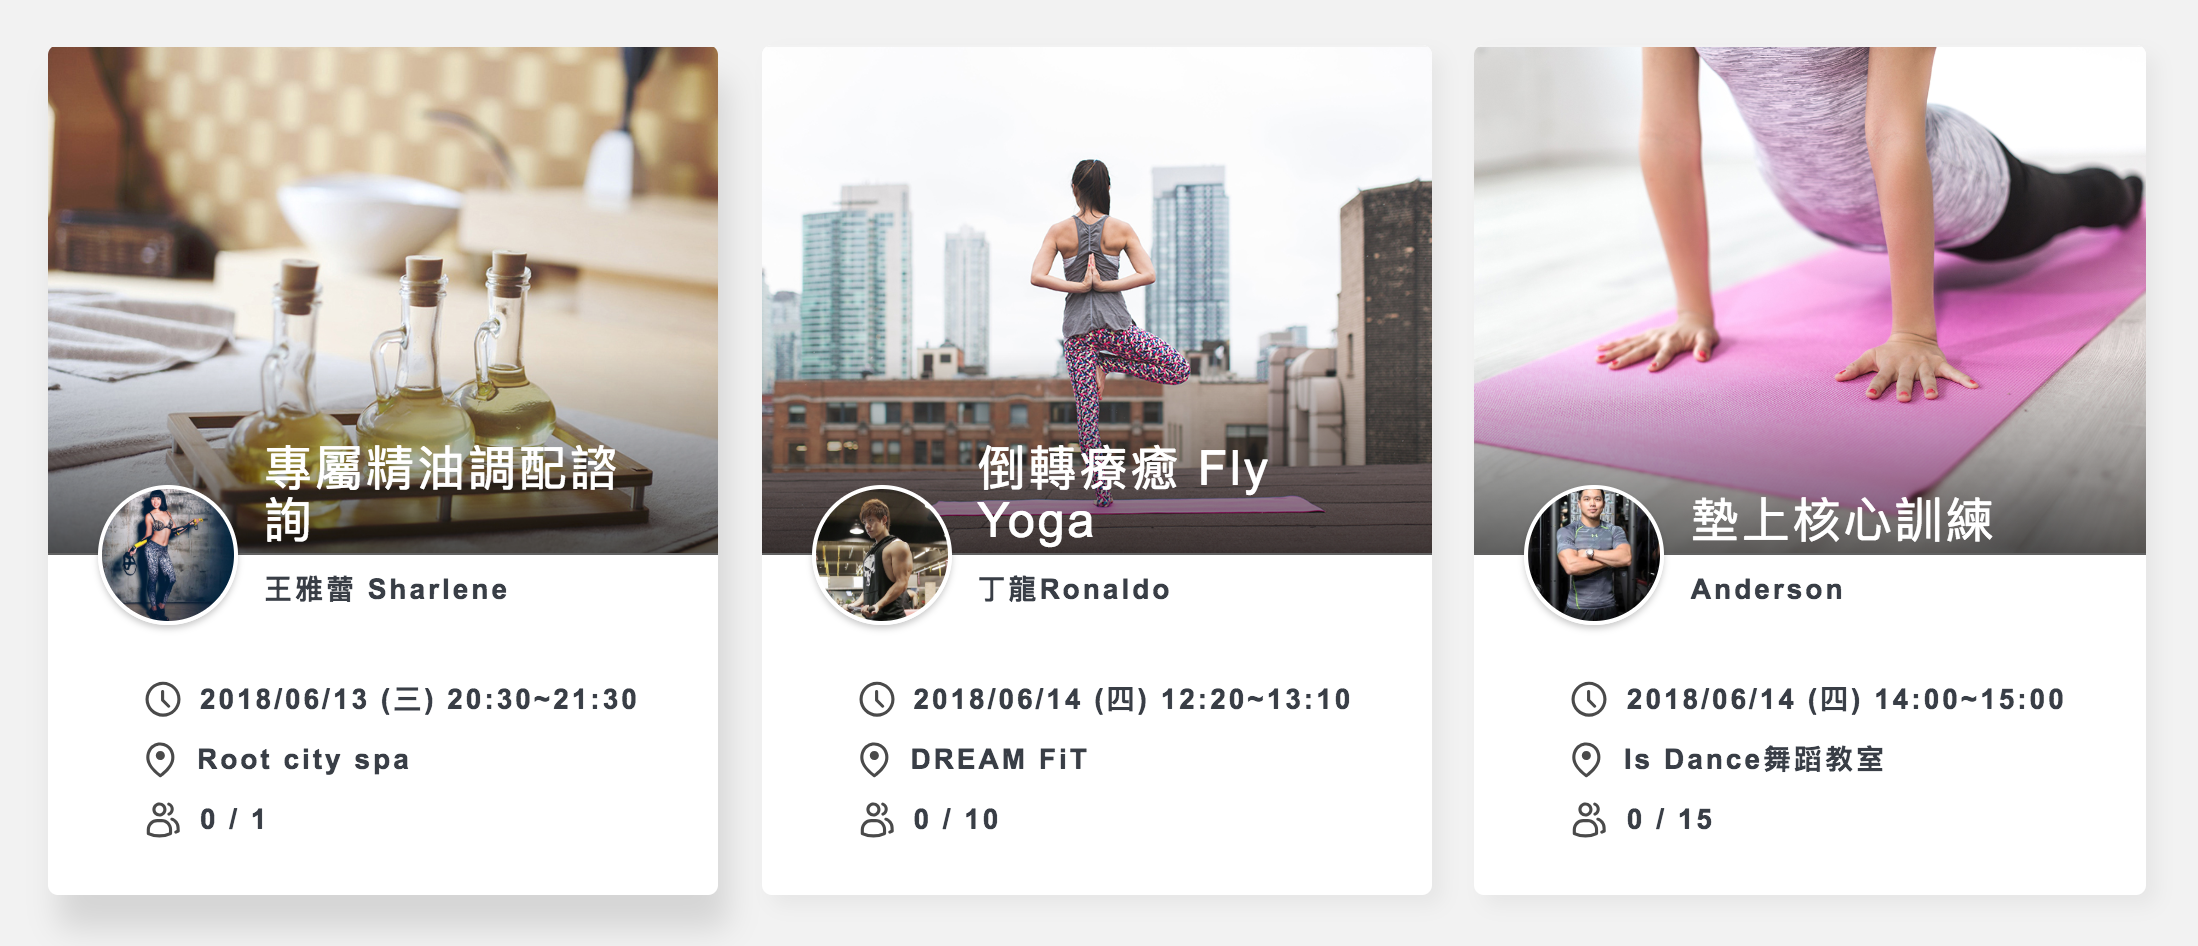 專屬精油調配諮
詢
王雅蕾 Sharlene
2018/06/13 (三) 20:30~21:30
Root city spa
0 / 1
倒轉療癒 Fly
Yoga
丁龍Ronaldo
2018/06/14 (四) 12:20~13:10
DREAM FiT
0 / 10
墊上核心訓練
Anderson
2018/06/14 (四) 14:00~15:00
Is Dance舞蹈教室
0 / 15